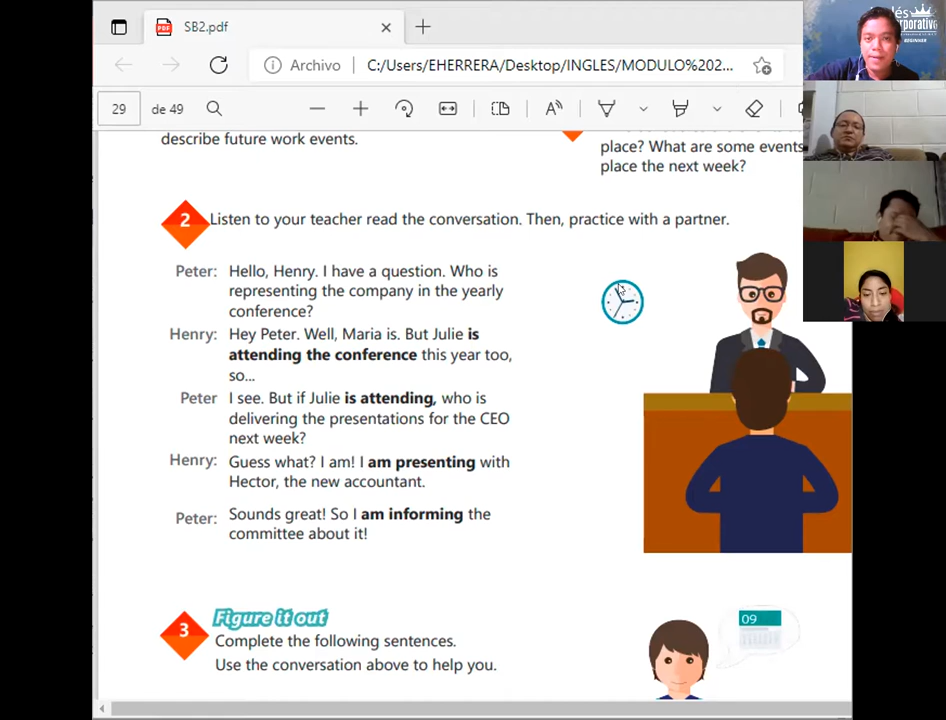 SB2.pdf
Archivo
C:/Users/EHERRERA/Desktop/INGLES/MODULO%202...
29
de 49
describe future work events.
place? What are some events
place the next week?
2
Listen to your teacher read the conversation. Then, practice with a partner.
Peter: Hello, Henry. I have a question. Who is
representing the company in the yearly
conference?
Henry: Hey Peter. Well, Maria is. But Julie is
attending the conference this year too,
so...
Peter I see. But if Julie is attending, who is
delivering the presentations for the CEO
next week?
Henry: Guess what? I am! I am presenting with
Hector, the new accountant.
Peter: Sounds great! So I am informing the
committee about it!
3
Figure it out
Complete the following sentences.
Use the conversation above to help you.
09
BEGINNER